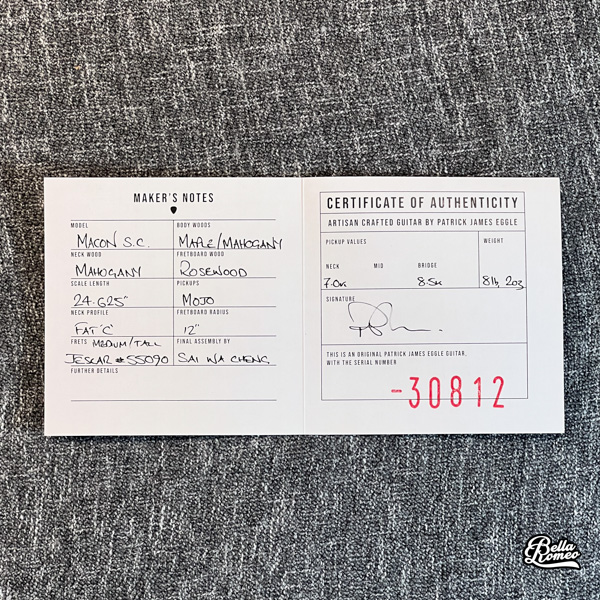 MAKER'S NOTES
MODEL
MACON S.C.
BODY WOODS
MAPLE/MAHOGANY
NECK WOOD
MAHOGANY
FRETBOARD WOOD
ROSEWOOD
SCALE LENGTH
24.625"
PICKUPS
MOJO
NECK PROFILE
FAT 'C'
FRETBOARD RADIUS
12"
FRETS MEDIUM/TALL
JESCAR #55090
FINAL ASSEMBLY BY
SAI WA CHENG
FURTHER DETAILS
CERTIFICATE OF AUTHENTICITY
ARTISAN CRAFTED GUITAR BY PATRICK JAMES EGGLE
PICKUP VALUES
WEIGHT
NECK MID BRIDGE
7.0K 8.5K 8lb, 2oz
SIGNATURE
THIS IS AN ORIGINAL PATRICK JAMES EGGLE GUITAR,
WITH THE SERIAL NUMBER
-30812
Bella
Romeo